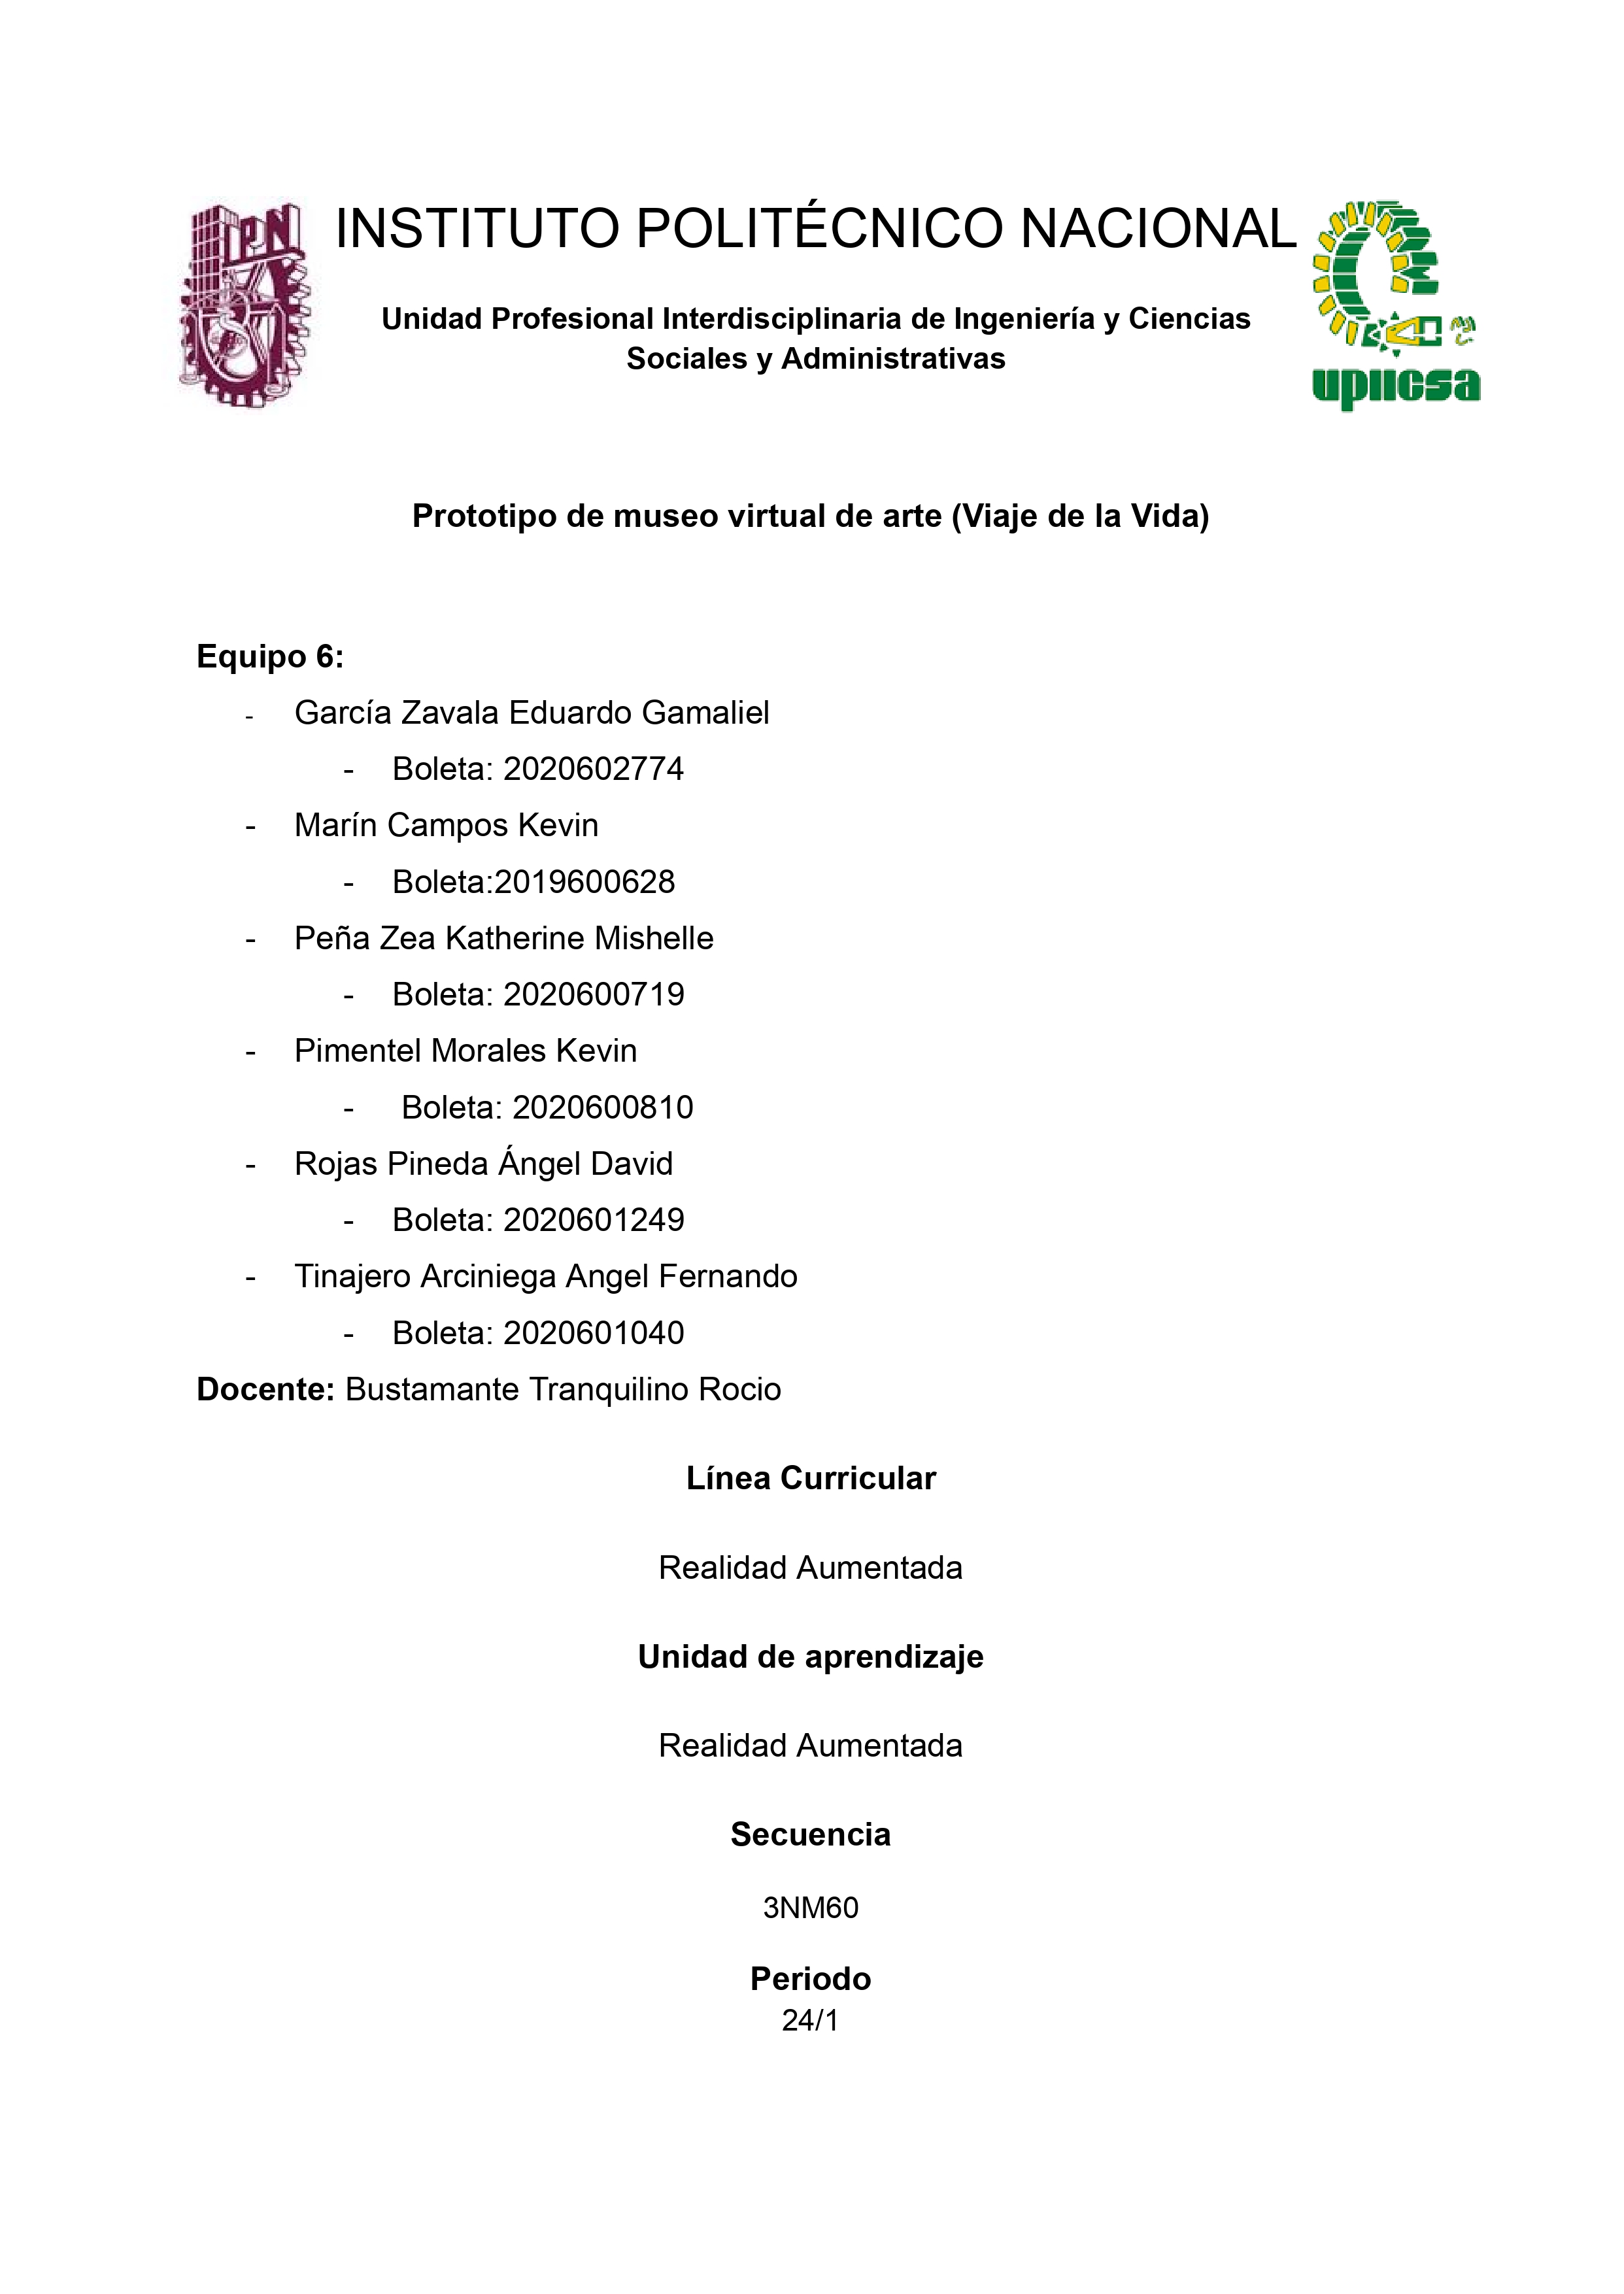 IPN
INSTITUTO POLITÉCNICO NACIONAL
Unidad Profesional Interdisciplinaria de Ingeniería y Ciencias
Sociales y Administrativas
upiicsa
Prototipo de museo virtual de arte (Viaje de la Vida)
Equipo 6:
- García Zavala Eduardo Gamaliel
- Boleta: 2020602774
- Marín Campos Kevin
- Boleta:2019600628
- Peña Zea Katherine Mishelle
- Boleta: 2020600719
- Pimentel Morales Kevin
- Boleta: 2020600810
- Rojas Pineda Ángel David
- Boleta: 2020601249
- Tinajero Arciniega Angel Fernando
- Boleta: 2020601040
Docente: Bustamante Tranquilino Rocio
Línea Curricular
Realidad Aumentada
Unidad de aprendizaje
Realidad Aumentada
Secuencia
3NM60
Periodo
24/1